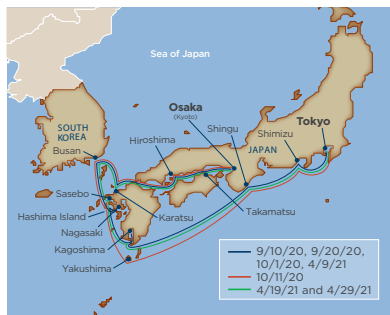 Sea of Japan
SOUTH
KOREA
Busan
Osaka
(Kyoto)
Hiroshima
Shingu
JAPAN
Shimizu
Tokyo
Sasebo
Hashima Island
Nagasaki
Kagoshima
Yakushima
Karatsu
Takamatsu
9/10/20, 9/20/20,
10/1/20, 4/9/21
10/11/20
4/19/21 and 4/29/21